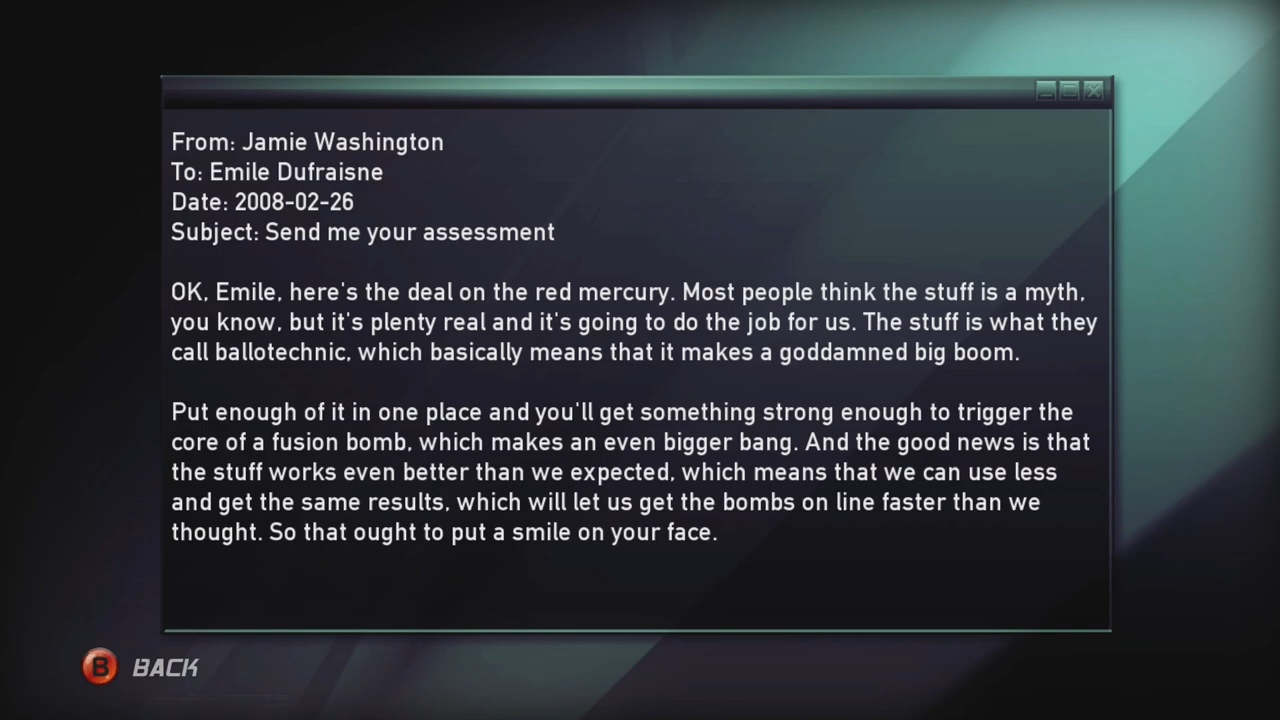 From: Jamie Washington
To: Emile Dufraisne
Date: 2008-02-26
Subject: Send me your assessment
OK, Emile, here's the deal on the red mercury. Most people think the stuff is a myth,
you know, but it's plenty real and it's going to do the job for us. The stuff is what they
call ballotechnic, which basically means that it makes a goddamned big boom.
Put enough of it in one place and you'll get something strong enough to trigger the
core of a fusion bomb, which makes an even bigger bang. And the good news is that
the stuff works even better than we expected, which means that we can use less
and get the same results, which will let us get the bombs on line faster than we
thought. So that ought to put a smile on your face.
B BACK